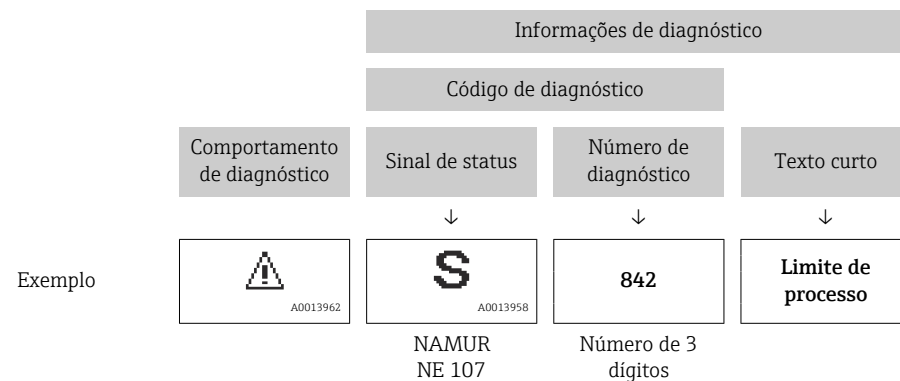 Informações de diagnóstico
Código de diagnóstico
Comportamento
de diagnóstico
Sinal de status
Número de
diagnóstico
Texto curto
↓
↓
↓
Exemplo
A0013962
S
A0013958
842
Limite de
processo
NAMUR
NE 107
Número de 3
dígitos